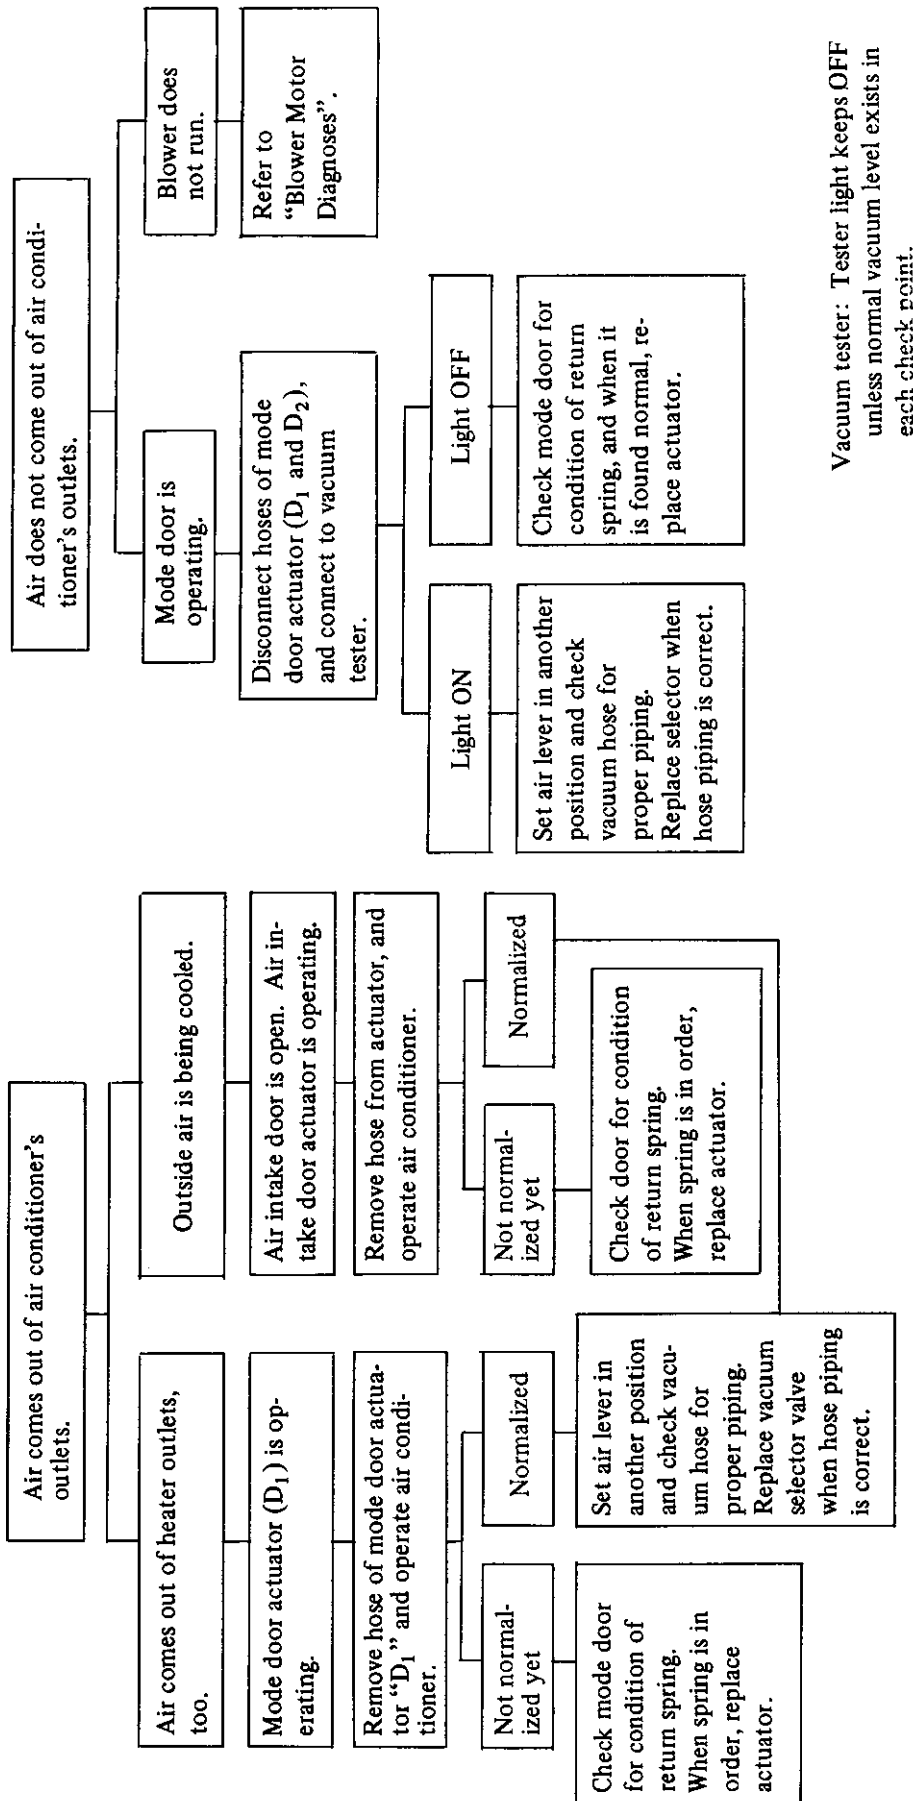 Air comes out of air conditioner's
outlets.
Air comes out of heater outlets,
too.
Mode door actuator (D₁) is op-
erating.
Remove hose of mode door actua-
tor “D₁” and operate air condi-
tioner.
Not normal-
ized yet
Check mode door
for condition of
return spring.
When spring is in
order, replace
actuator.
Normalized
Set air lever in
another position
and check vacu-
um hose for
proper piping.
Replace vacuum
selector valve
when hose piping
is correct.
Outside air is being cooled.
Air intake door is open. Air in-
take door actuator is operating.
Remove hose from actuator, and
operate air conditioner.
Not normal-
ized yet
Check door for condition
of return spring.
When spring is in order,
replace actuator.
Normalized
Air does not come out of air condi-
tioner's outlets.
Mode door is
operating.
Disconnect hoses of mode
door actuator (D₁ and D₂),
and connect to vacuum
tester.
Light ON
Set air lever in another
position and check
vacuum hose for
proper piping.
Replace selector when
hose piping is correct.
Light OFF
Check mode door for
condition of return
spring, and when it
is found normal, re-
place actuator.
Blower does
not run.
Refer to
“Blower Motor
Diagnoses”.
Vacuum tester: Tester light keeps OFF
unless normal vacuum level exists in
each check point.